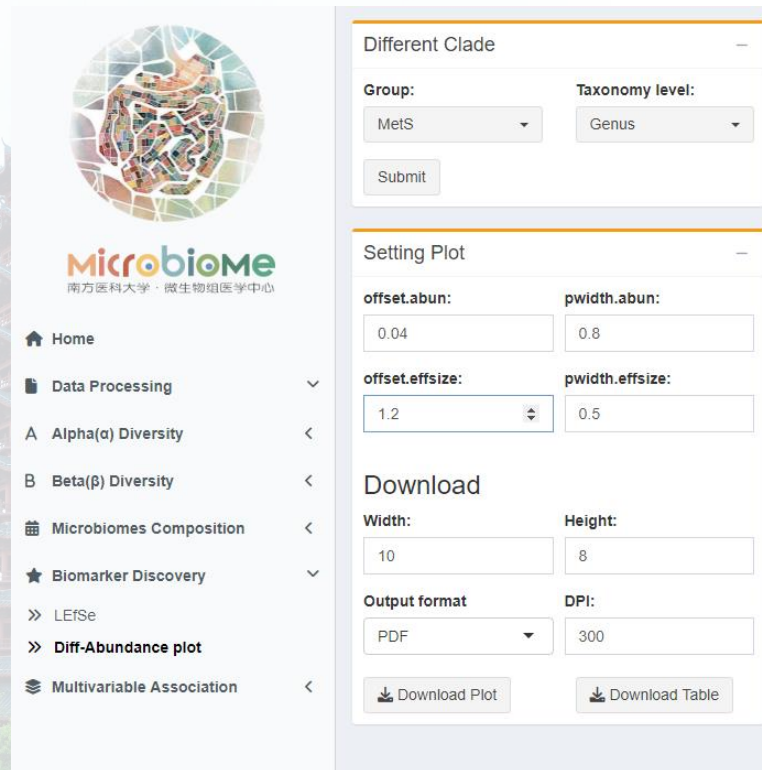 MicrobioMe
南方医科大学·微生物组医学中心
Home
Data Processing
A Alpha(α) Diversity
B Beta(β) Diversity
Microbiomes Composition
Biomarker Discovery
LEfSe
Diff-Abundance plot
Multivariable Association
Different Clade
Group: Taxonomy level:
MetS Genus
Submit
Setting Plot
offset.abun: pwidth.abun:
0.04 0.8
offset.effsize: pwidth.effsize:
1.2 0.5
Download
Width: Height:
10 8
Output format DPI:
PDF 300
Download Plot Download Table